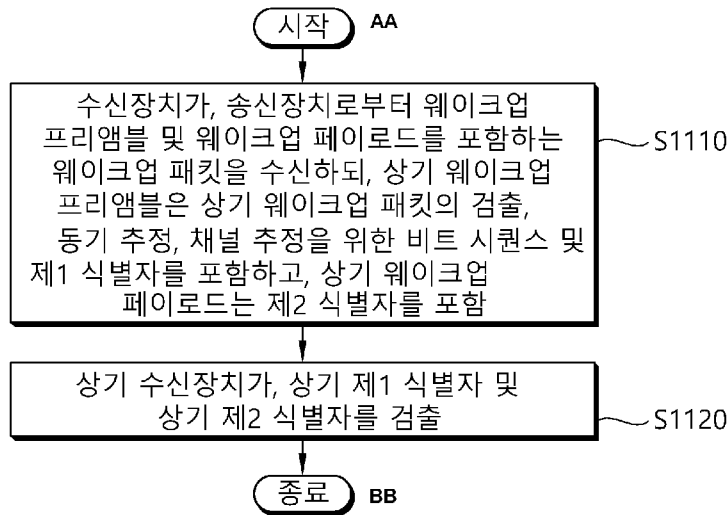 시작
AA
수신장치가, 송신장치로부터 웨이크업
프리앰블 및 웨이크업 페이로드를 포함하는
웨이크업 패킷을 수신하되, 상기 웨이크업
프리앰블은 상기 웨이크업 패킷의 검출,
동기 추정, 채널 추정을 위한 비트 시퀀스 및
제1 식별자를 포함하고, 상기 웨이크업
페이로드는 제2 식별자를 포함
S1110
상기 수신장치가, 상기 제1 식별자 및
상기 제2 식별자를 검출
S1120
종료
BB